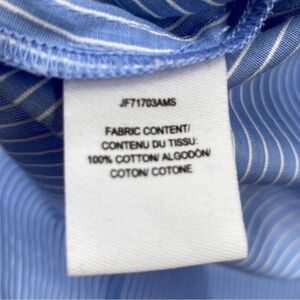 JF71703AMS
FABRIC CONTENT/
CONTENU DU TISSU:
100% COTTON/ ALGODÓN/
COTON/ COTONE